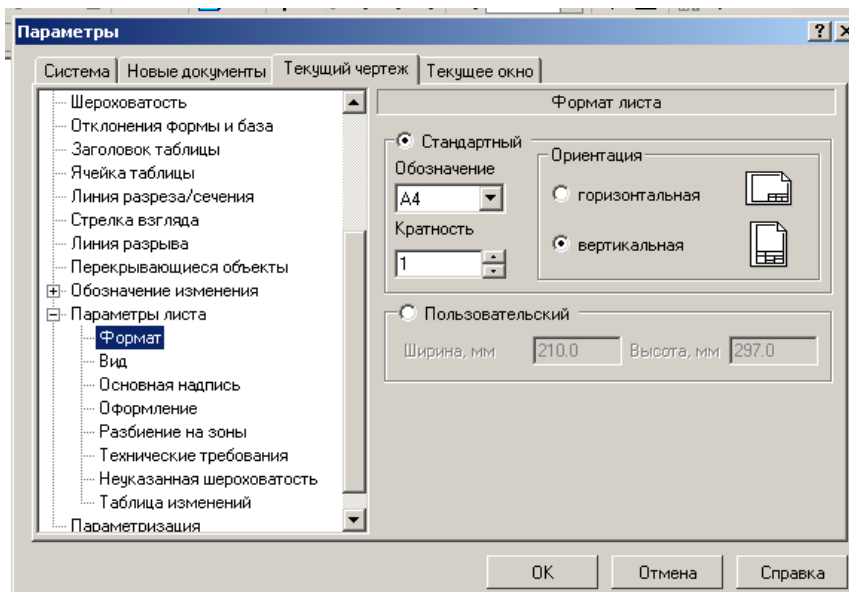 Параметры
Система Новые документы Текущий чертеж Текущее окно
Шероховатость
Отклонения формы и база
Заголовок таблицы
Ячейка таблицы
Линия разреза/сечения
Стрелка взгляда
Линия разрыва
Перекрывающиеся объекты
Обозначение изменения
Параметры листа
Формат
Вид
Основная надпись
Оформление
Разбиение на зоны
Технические требования
Неуказанная шероховатость
Таблица изменений
Параметризация
Формат листа
Стандартный
Обозначение
A4
Кратность
1
Ориентация
горизонтальная
вертикальная
Пользовательский
Ширина, мм 210.0 Высота, мм 297.0
OK Отмена Справка